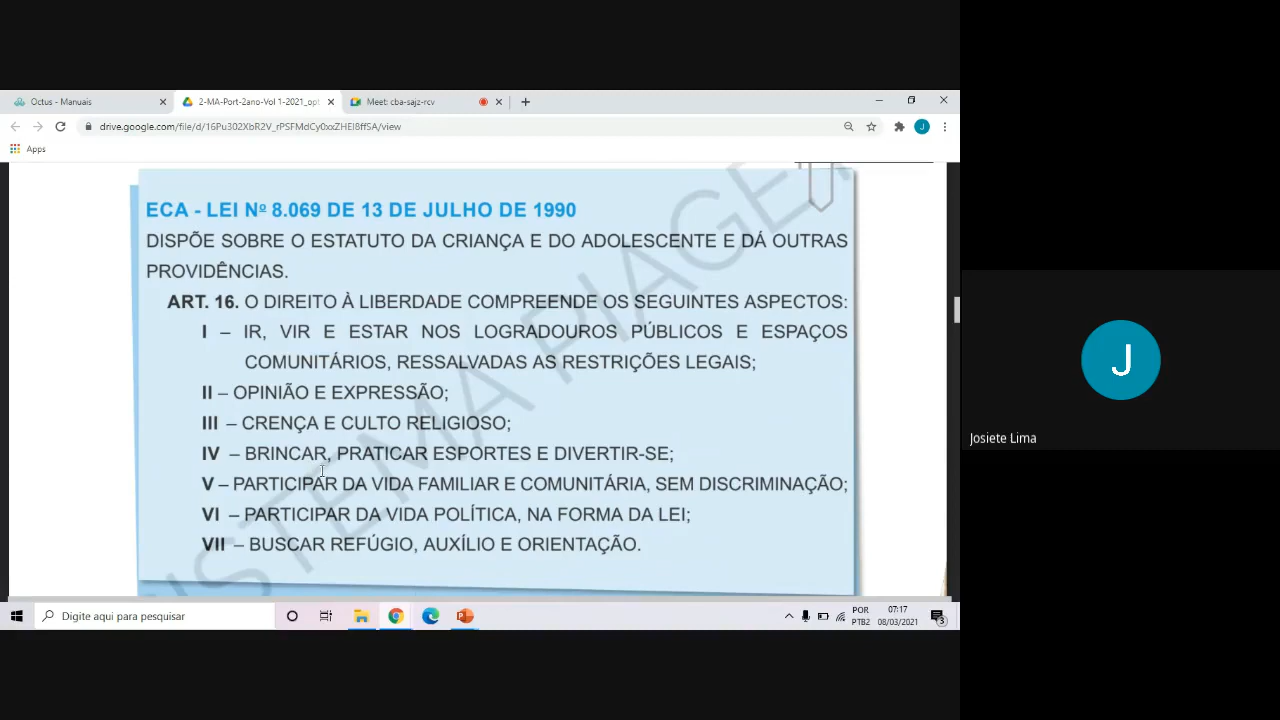 Octus - Manuais
2-MA-Port-2ano-Vol 1-2021_opt
Meet: cba-sajz-rcv
drive.google.com/file/d/16Pu302XbR2V_rPSFMdCy0xxZHEI8ffSA/view
Apps
SISTEMA PIAGET
ECA - LEI Nº 8.069 DE 13 DE JULHO DE 1990
DISPÕE SOBRE O ESTATUTO DA CRIANÇA E DO ADOLESCENTE E DÁ OUTRAS
PROVIDÊNCIAS.
ART. 16. O DIREITO À LIBERDADE COMPREENDE OS SEGUINTES ASPECTOS:
I – IR, VIR E ESTAR NOS LOGRADOUROS PÚBLICOS E ESPAÇOS
COMUNITÁRIOS, RESSALVADAS AS RESTRIÇÕES LEGAIS;
II – OPINIÃO E EXPRESSÃO;
III – CRENÇA E CULTO RELIGIOSO;
IV – BRINCAR, PRATICAR ESPORTES E DIVERTIR-SE;
V – PARTICIPAR DA VIDA FAMILIAR E COMUNITÁRIA, SEM DISCRIMINAÇÃO;
VI – PARTICIPAR DA VIDA POLÍTICA, NA FORMA DA LEI;
VII – BUSCAR REFÚGIO, AUXÍLIO E ORIENTAÇÃO.
J
Josiete Lima
Digite aqui para pesquisar
POR
PTB2
07:17
08/03/2021
3